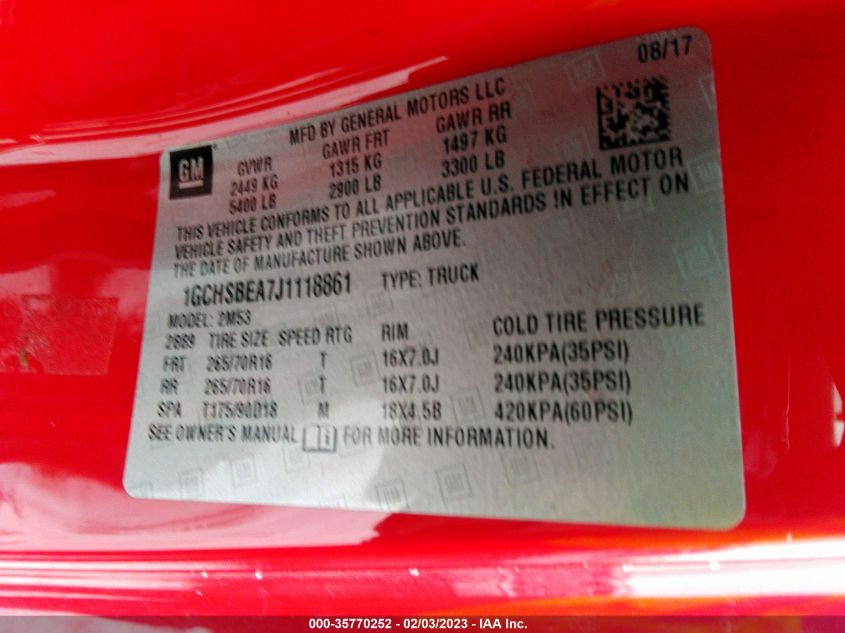 08/17
MFD BY GENERAL MOTORS LLC
GM
GVWR GAWR FRT GAWR RR
2449 KG 1315 KG 1497 KG
5400 LB 2900 LB 3300 LB
THIS VEHICLE CONFORMS TO ALL APPLICABLE U.S. FEDERAL MOTOR
VEHICLE SAFETY AND THEFT PREVENTION STANDARDS IN EFFECT ON
THE DATE OF MANUFACTURE SHOWN ABOVE.
1GCHSBEA7J1118861 TYPE: TRUCK
MODEL: 2M53
2889 TIRE SIZE SPEED RTG RIM COLD TIRE PRESSURE
FRT 265/70R16 T 16X7.0J 240KPA(35PSI)
RR 265/70R16 T 16X7.0J 240KPA(35PSI)
SPA T175/90D18 M 18X4.5B 420KPA(60PSI)
SEE OWNER'S MANUAL FOR MORE INFORMATION.
000-35770252 - 02/03/2023 - IAA Inc.